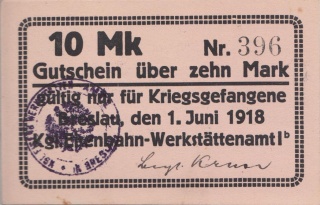 10 Mk Nr. 396
Gutschein über zehn Mark
Gültig nur für Kriegsgefangene
Breslau, den 1. Juni 1918
Kgl. Eisenbahn-Werkstättenamt Iᵇ